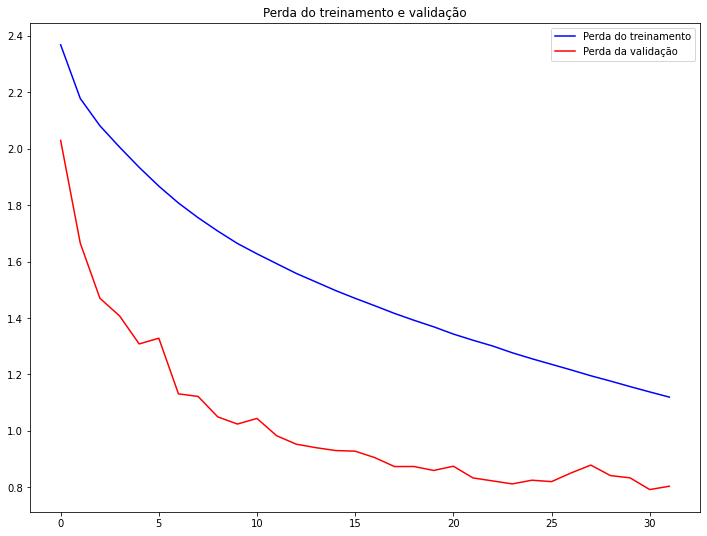 Perda do treinamento e validação
Perda do treinamento
Perda da validação
2.4
2.2
2.0
1.8
1.6
1.4
1.2
1.0
0.8
0 5 10 15 20 25 30